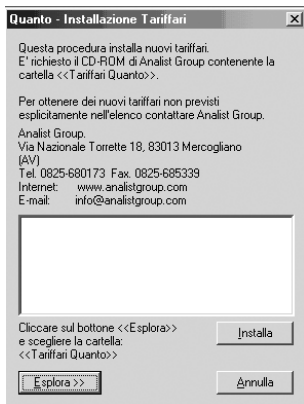 Quanto - Installazione Tariffari
Questa procedura installa nuovi tariffari.
E' richiesto il CD-ROM di Analist Group contenente la
cartella <<Tariffari Quanto>>.
Per ottenere dei nuovi tariffari non previsti
esplicitamente nell'elenco contattare Analist Group.
Analist Group.
Via Nazionale Torrette 18, 83013 Mercogliano
(AV)
Tel. 0825-680173 Fax. 0825-685339
Internet: www.analistgroup.com
E-mail: info@analistgroup.com
Cliccare sul bottone <<Esplora>>
e scegliere la cartella:
<<Tariffari Quanto>>
Installa
Esplora >>
Annulla